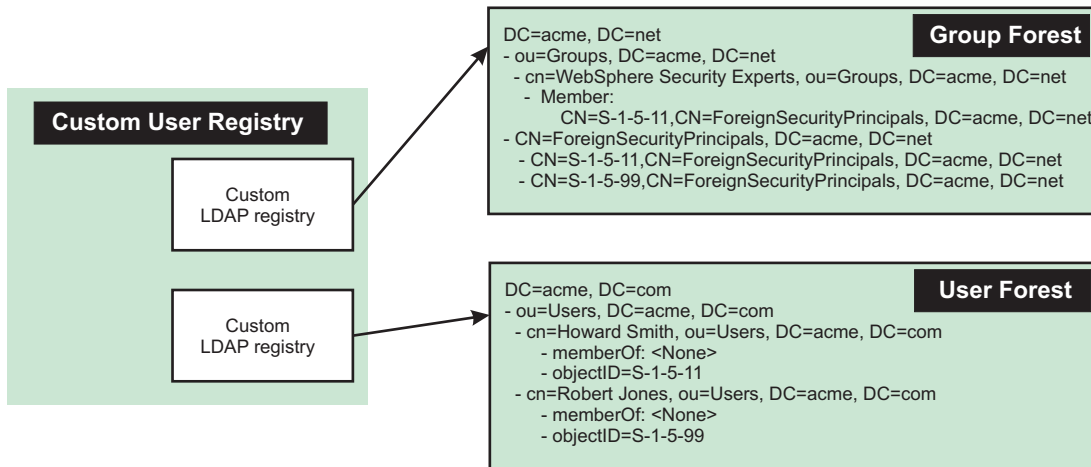 Custom User Registry
Custom
LDAP registry
Custom
LDAP registry
Group Forest
DC=acme, DC=net
- ou=Groups, DC=acme, DC=net
- cn=WebSphere Security Experts, ou=Groups, DC=acme, DC=net
- Member:
CN=S-1-5-11,CN=ForeignSecurityPrincipals, DC=acme, DC=net
- CN=ForeignSecurityPrincipals, DC=acme, DC=net
- CN=S-1-5-11,CN=ForeignSecurityPrincipals, DC=acme, DC=net
- CN=S-1-5-99,CN=ForeignSecurityPrincipals, DC=acme, DC=net
User Forest
DC=acme, DC=com
- ou=Users, DC=acme, DC=com
- cn=Howard Smith, ou=Users, DC=acme, DC=com
- memberOf: <None>
- objectID=S-1-5-11
- cn=Robert Jones, ou=Users, DC=acme, DC=com
- memberOf: <None>
- objectID=S-1-5-99